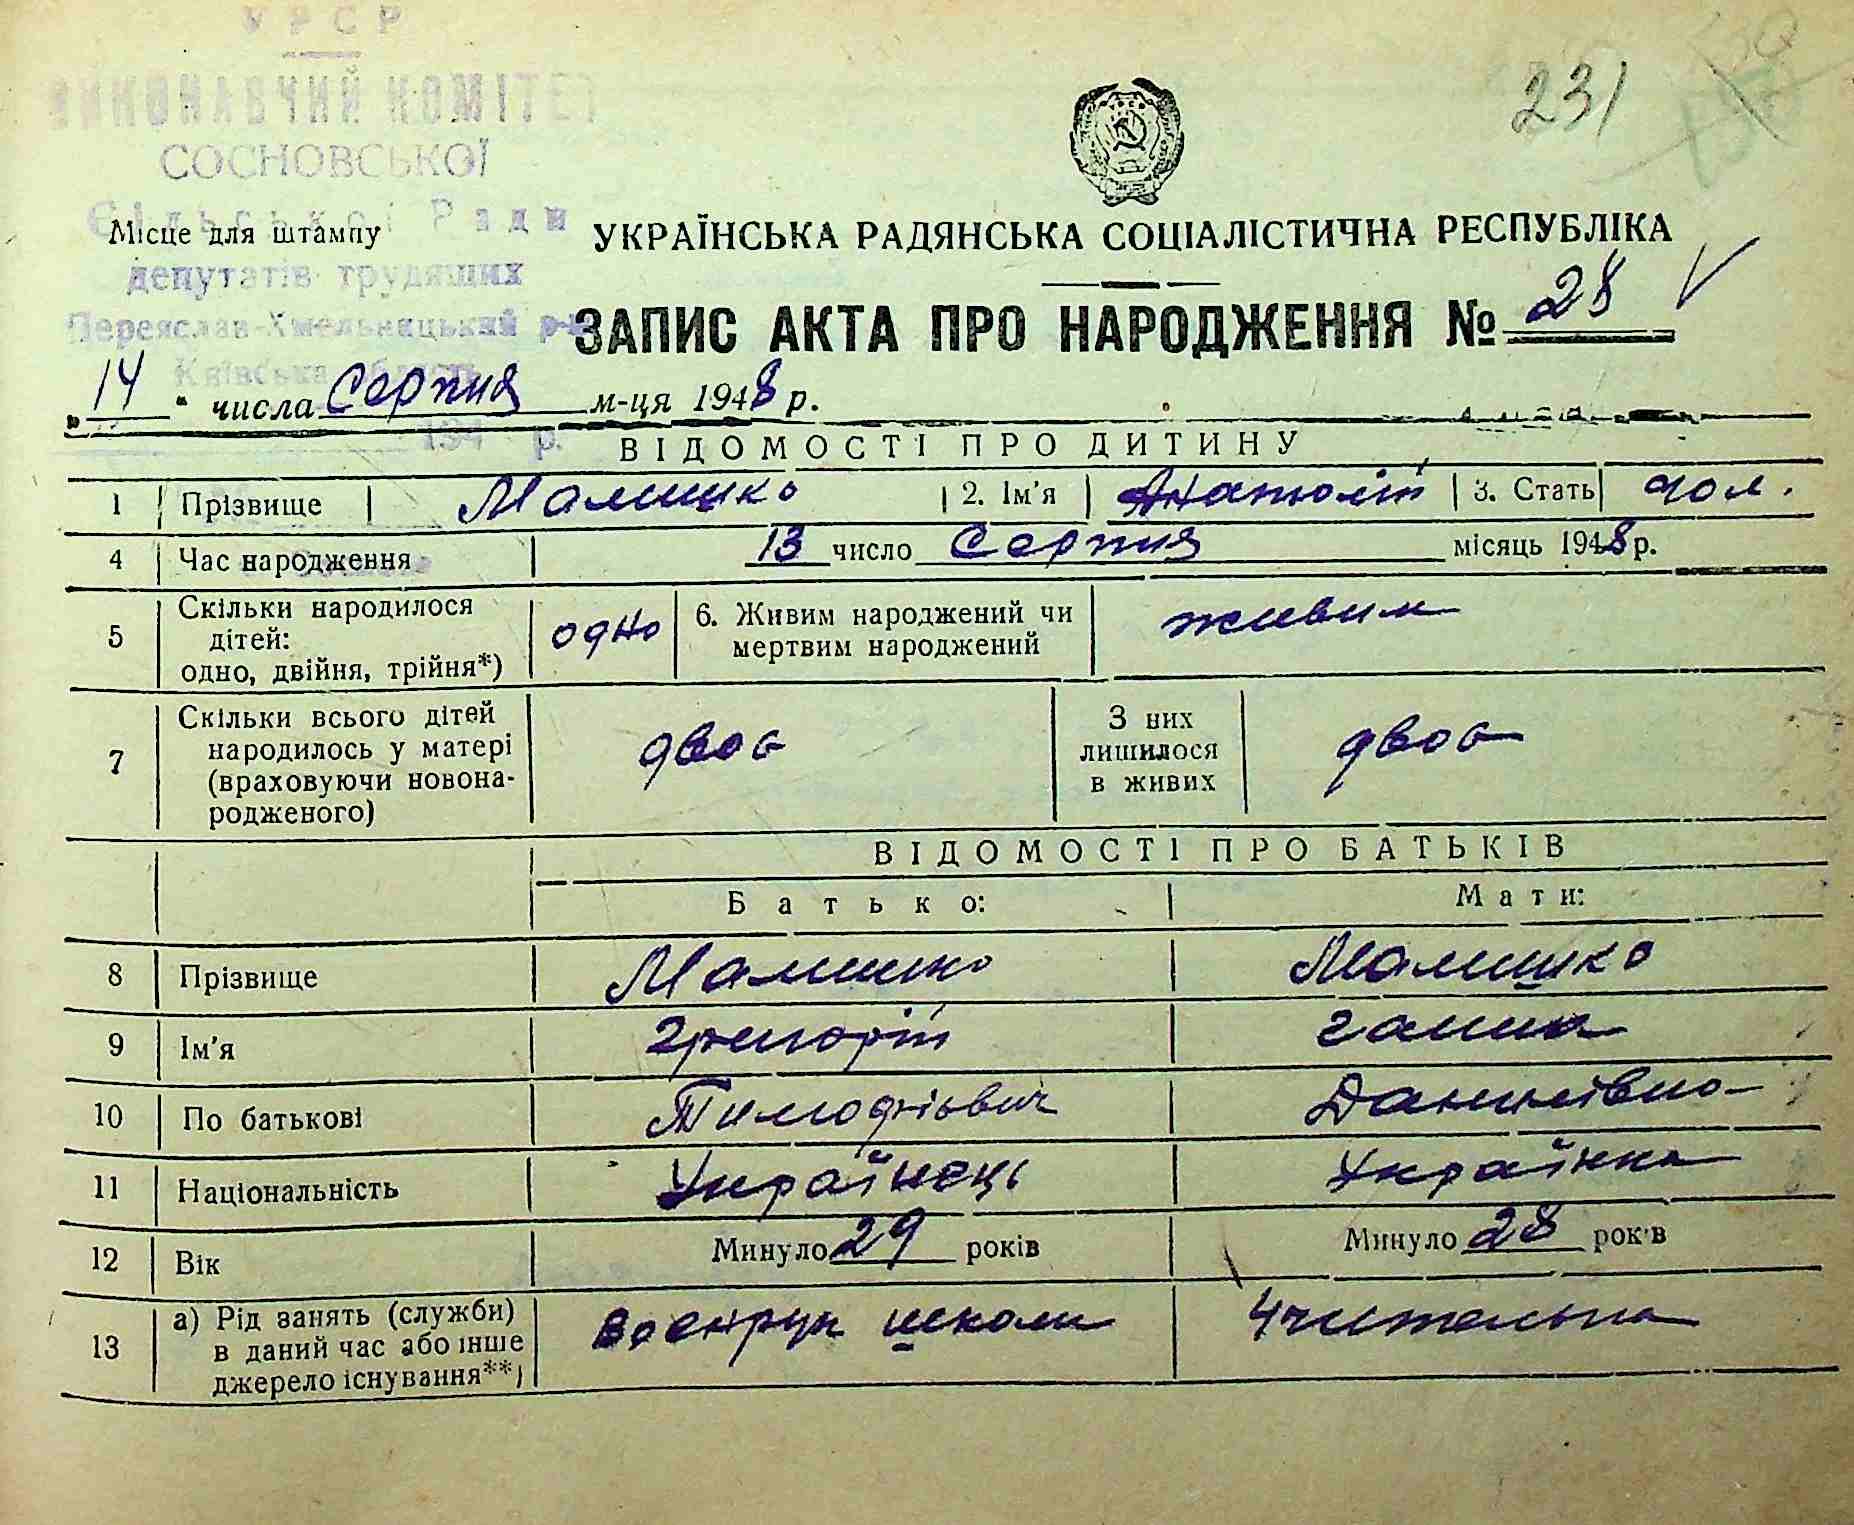 УРСР
ВИКОНАВЧИЙ КОМІТЕТ
СОСНОВСЬКОЇ
Сільської Ради
депутатів трудящих
Переяслав-Хмельницький р-н
Київська область
194 р.
231
Місце для штампу
УКРАЇНСЬКА РАДЯНСЬКА СОЦІАЛІСТИЧНА РЕСПУБЛІКА
ЗАПИС АКТА ПРО НАРОДЖЕННЯ № 28
„14“ числа Серпня м-ця 1948 р.
ВІДОМОСТІ ПРО ДИТИНУ
1 Прізвище Малишко 2. Ім'я Анатолій 3. Стать чол.
4 Час народження 13 число Серпня місяць 1948 р.
5 Скільки народилося дітей: одно, двійня, трійня*) одно 6. Живим народжений чи мертвим народжений живим
7 Скільки всього дітей народилось у матері (враховуючи новонародженого) двоє З них лишилося в живих двоє
ВІДОМОСТІ ПРО БАТЬКІВ
Батько: Мати:
8 Прізвище Малишко Малишко
9 Ім'я Григорій Галина
10 По батькові Тимофієвич Данилівна
11 Національність Українець Українка
12 Вік Минуло 29 років Минуло 28 років
13 а) Рід занять (служби) в даний час або інше джерело існування**) Воєнрук школи Учителька